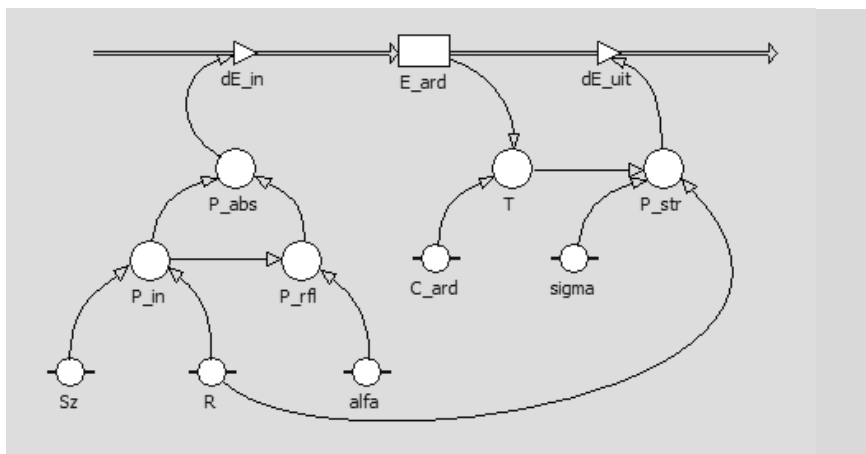 dE_in
E_ard
dE_uit
P_abs
T
P_str
P_in
P_rfl
C_ard
sigma
Sz
R
alfa